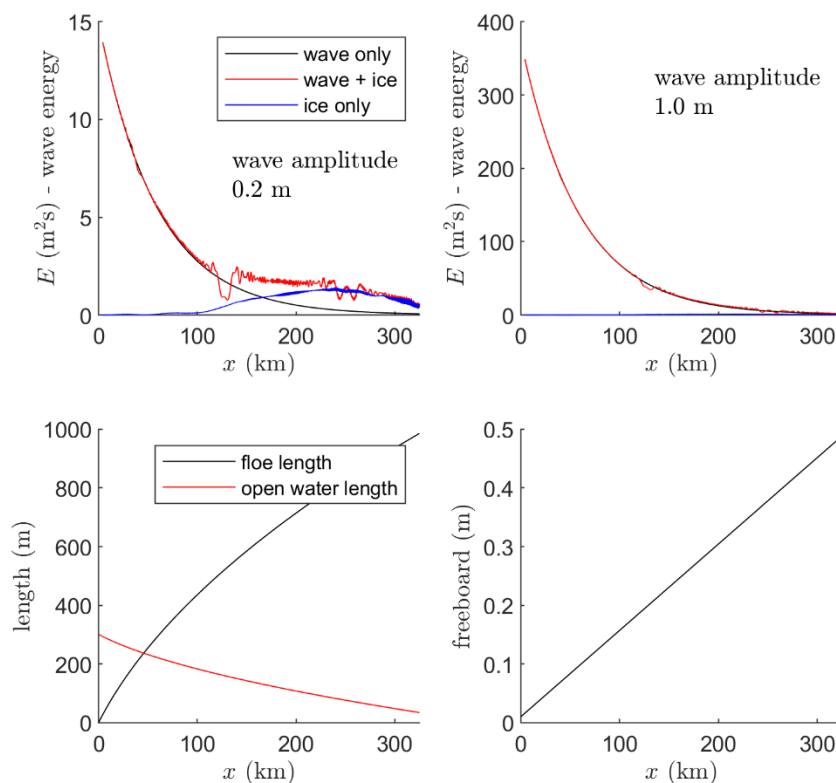 15
10
5
0
0
100
200
300
E (m²s) - wave energy
x (km)
wave only
wave + ice
ice only
wave amplitude
0.2 m
400
300
200
100
0
0
100
200
300
E (m²s) - wave energy
x (km)
wave amplitude
1.0 m
1000
800
600
400
200
0
0
100
200
300
length (m)
x (km)
floe length
open water length
0.5
0.4
0.3
0.2
0.1
0
0
100
200
300
freeboard (m)
x (km)